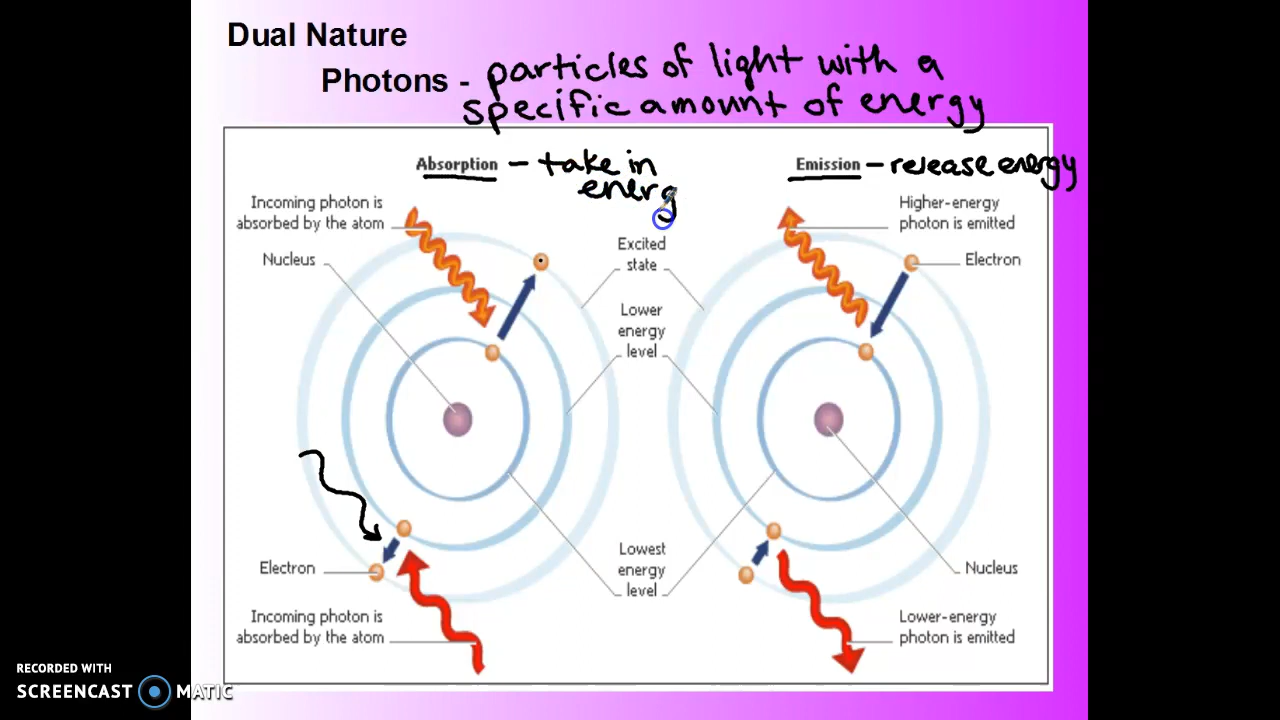 Dual Nature
Photons - particles of light with a
specific amount of energy
Absorption - take in
energ
Emission - release energy
Incoming photon is
absorbed by the atom
Nucleus
Excited
state
Lower
energy
level
Higher-energy
photon is emitted
Electron
Electron
Incoming photon is
absorbed by the atom
Lowest
energy
level
Nucleus
Lower-energy
photon is emitted
RECORDED WITH
SCREENCAST MATIC